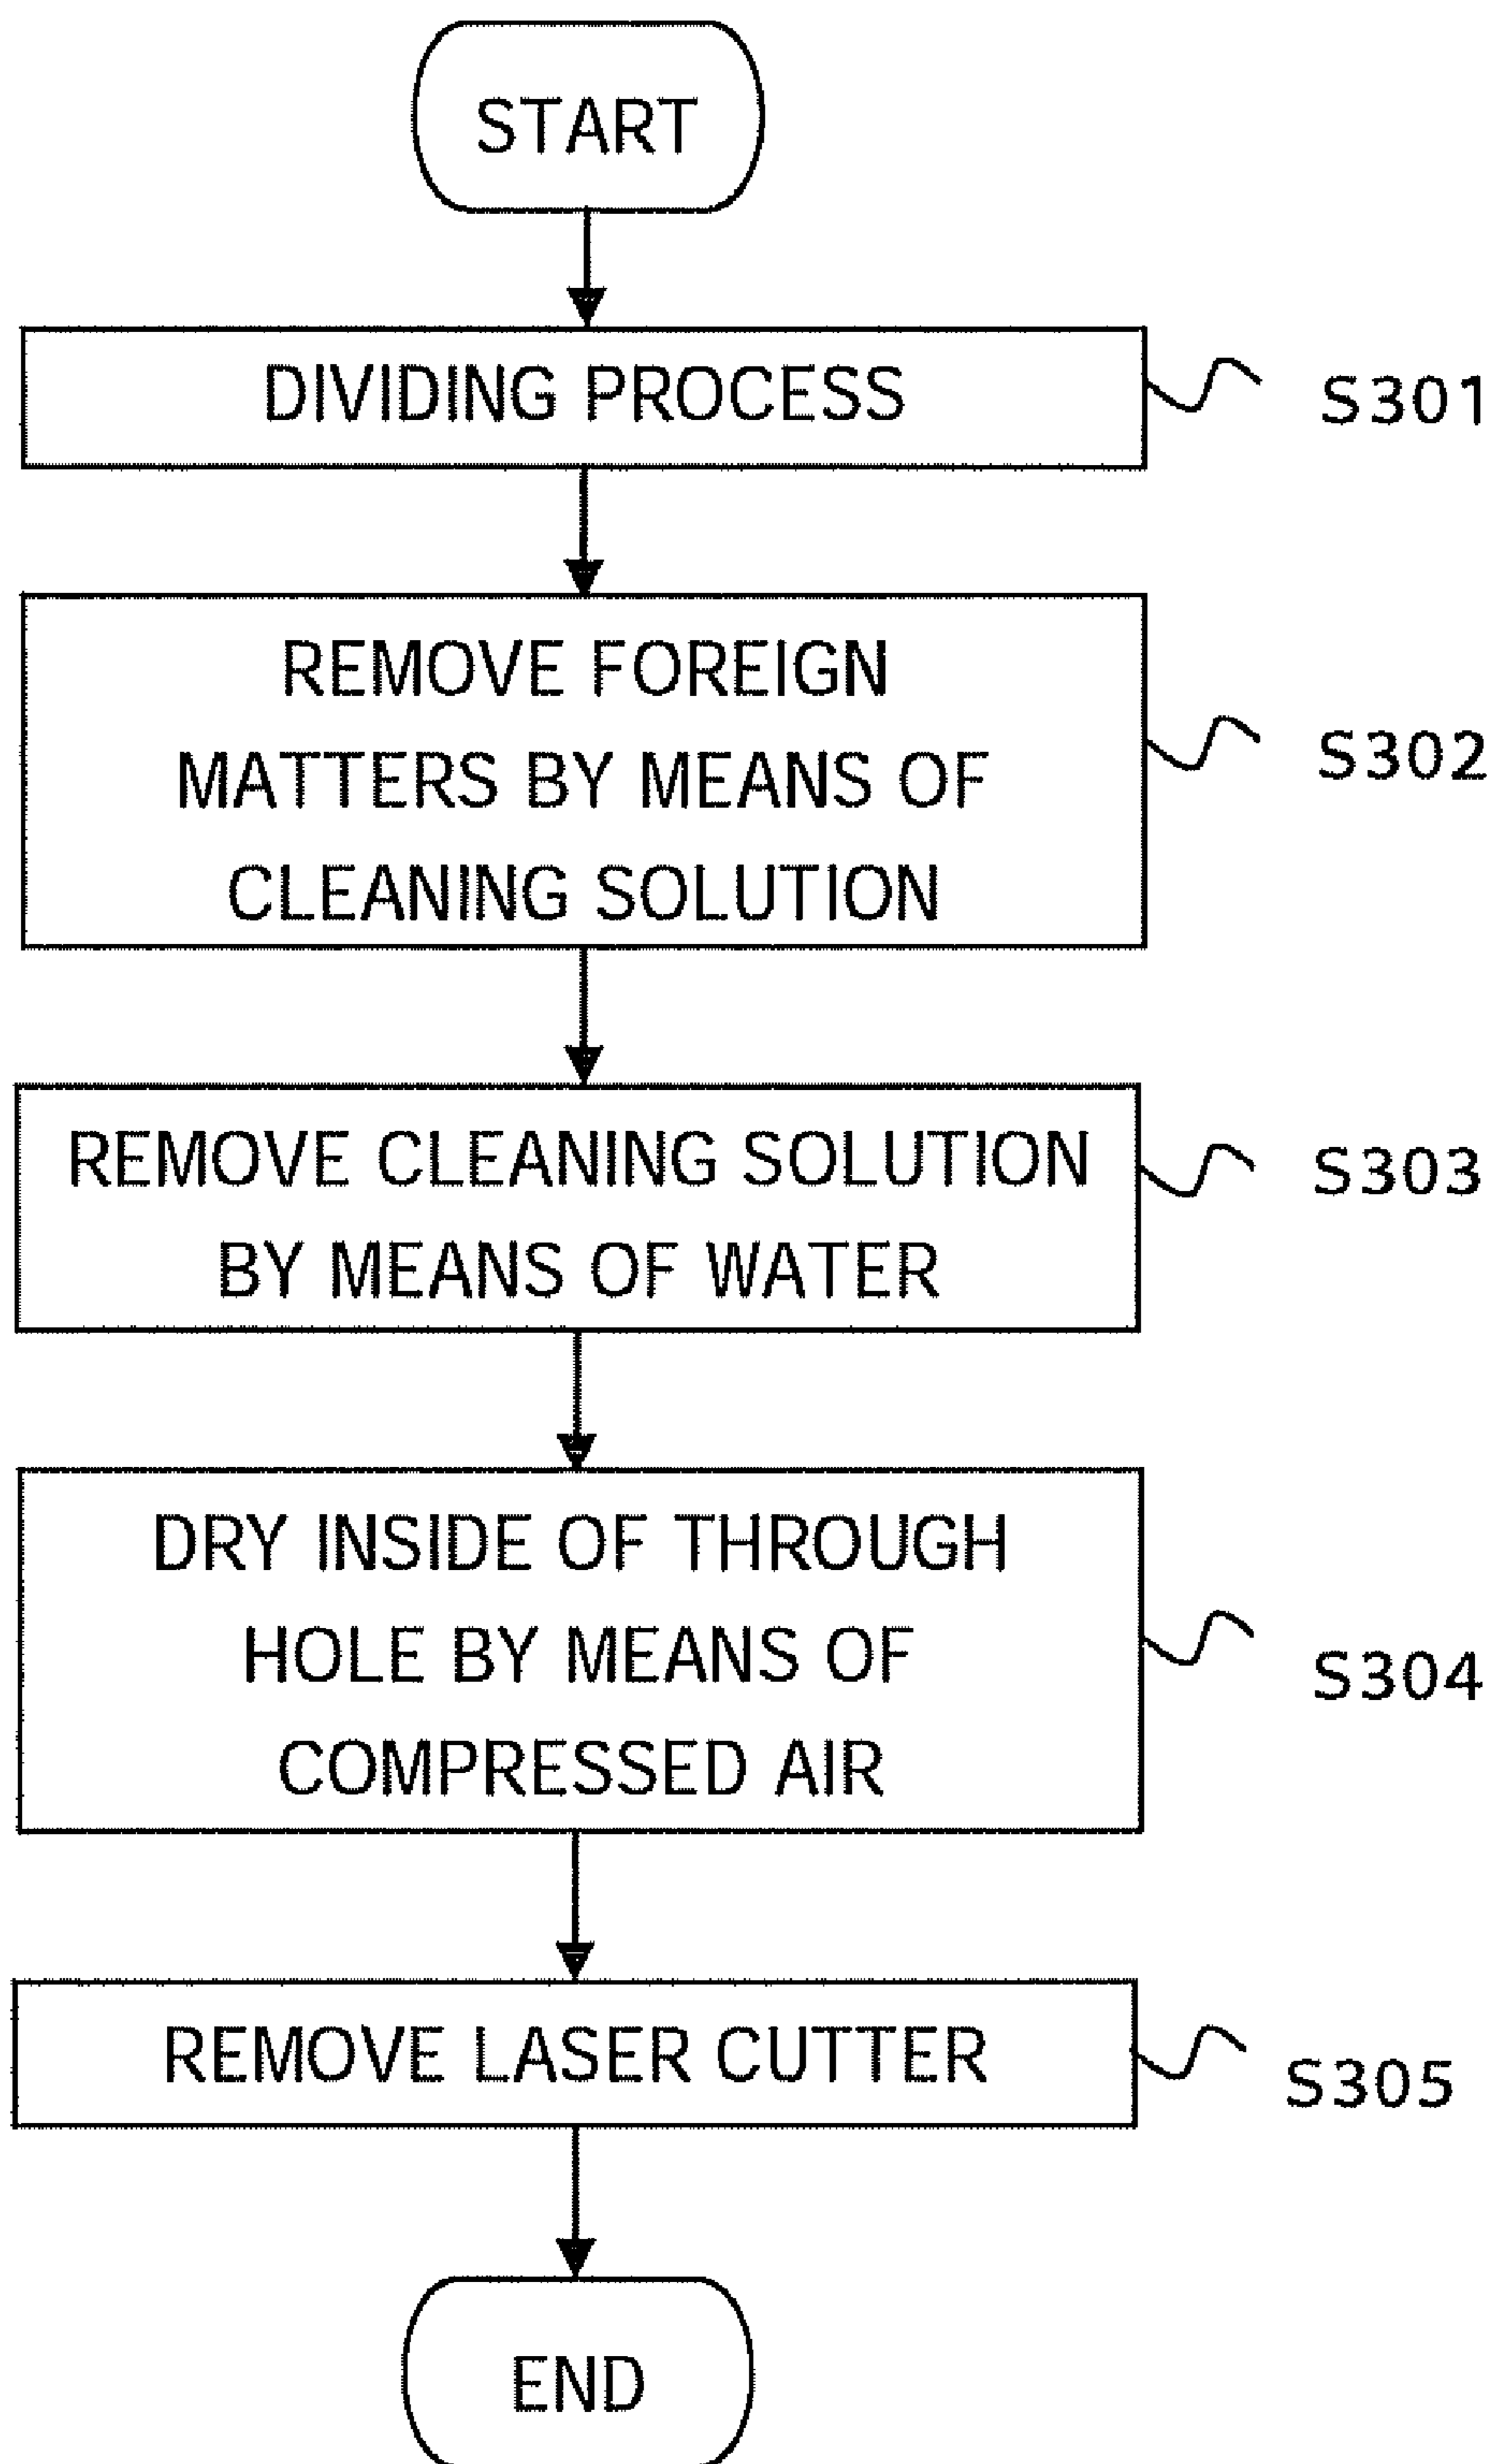 START
DIVIDING PROCESS
S301
REMOVE FOREIGN
MATTERS BY MEANS OF
CLEANING SOLUTION
S302
REMOVE CLEANING SOLUTION
BY MEANS OF WATER
S303
DRY INSIDE OF THROUGH
HOLE BY MEANS OF
COMPRESSED AIR
S304
REMOVE LASER CUTTER
S305
END